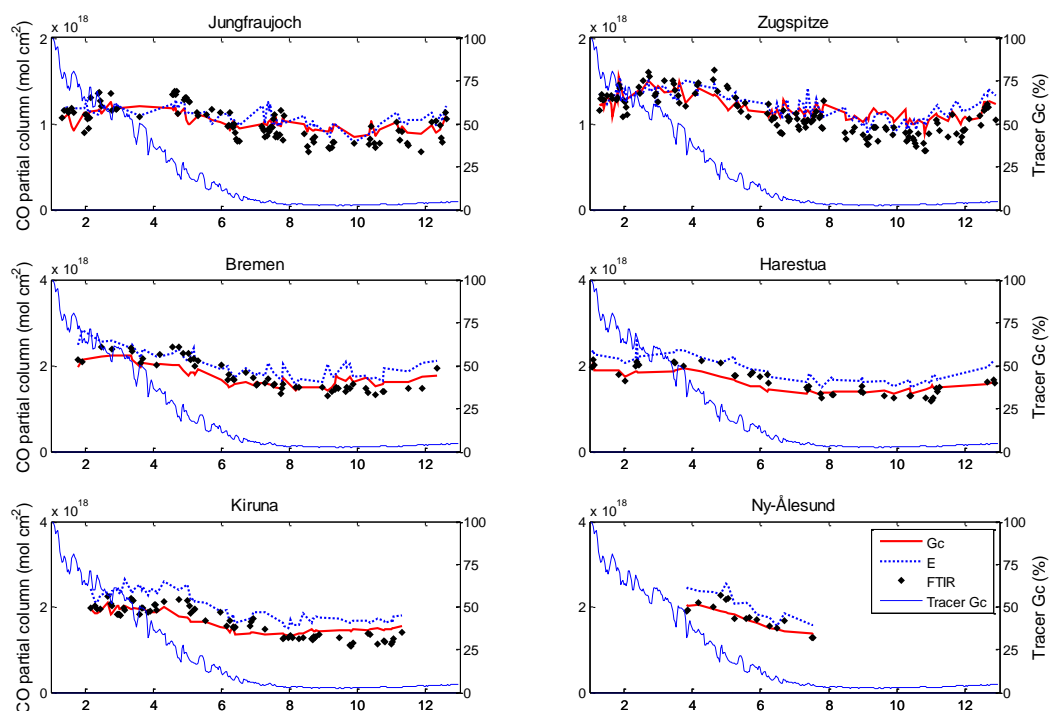 Jungfraujoch
x 10^18
CO partial column (mol cm^-2)
2
1
0
100
75
50
25
0
2 4 6 8 10 12
Zugspitze
x 10^18
2
1
0
100
75
50
25
0
Tracer Gc (%)
2 4 6 8 10 12
Bremen
x 10^18
CO partial column (mol cm^-2)
4
2
0
100
75
50
25
0
2 4 6 8 10 12
Harestua
x 10^18
4
2
0
100
75
50
25
0
Tracer Gc (%)
2 4 6 8 10 12
Kiruna
x 10^18
CO partial column (mol cm^-2)
4
2
0
100
75
50
25
0
2 4 6 8 10 12
Ny-Ålesund
x 10^18
4
2
0
Gc
E
FTIR
Tracer Gc
100
75
50
25
0
Tracer Gc (%)
2 4 6 8 10 12